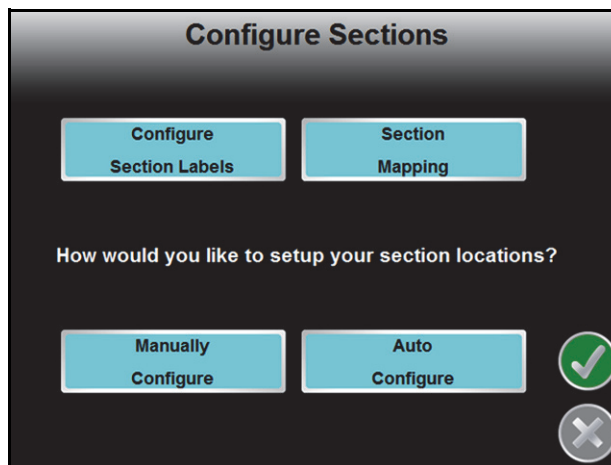 Configure Sections
Configure
Section Labels
Section
Mapping
How would you like to setup your section locations?
Manually
Configure
Auto
Configure